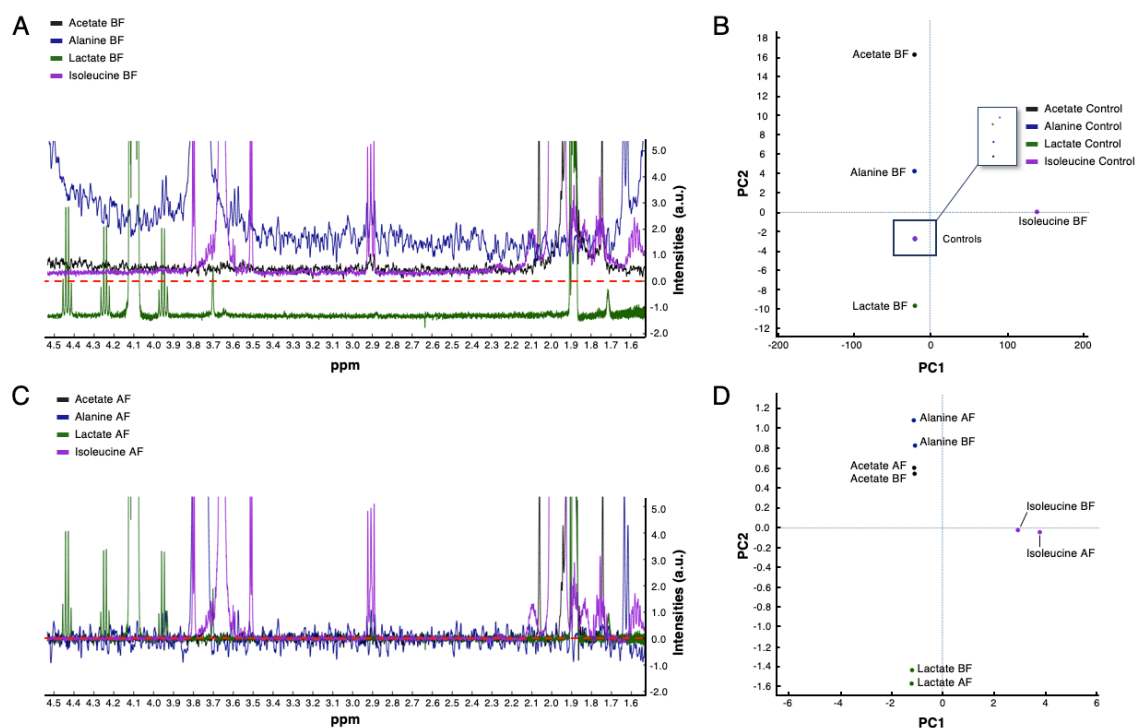 A
Acetate BF
Alanine BF
Lactate BF
Isoleucine BF
5.0
4.0
3.0
2.0
1.0
0.0
-1.0
-2.0
Intensities (a.u.)
4.5 4.4 4.3 4.2 4.1 4.0 3.9 3.8 3.7 3.6 3.5 3.4 3.3 3.2 3.1 3.0 2.9 2.8 2.7 2.6 2.5 2.4 2.3 2.2 2.1 2.0 1.9 1.8 1.7 1.6
ppm
B
18
16
14
12
10
8
6
4
2
0
-2
-4
-6
-8
-10
-12
PC2
Acetate BF
Alanine BF
Lactate BF
Isoleucine BF
Controls
Acetate Control
Alanine Control
Lactate Control
Isoleucine Control
-200 -100 0 100 200
PC1
C
Acetate AF
Alanine AF
Lactate AF
Isoleucine AF
5.0
4.0
3.0
2.0
1.0
0.0
-1.0
-2.0
Intensities (a.u.)
4.5 4.4 4.3 4.2 4.1 4.0 3.9 3.8 3.7 3.6 3.5 3.4 3.3 3.2 3.1 3.0 2.9 2.8 2.7 2.6 2.5 2.4 2.3 2.2 2.1 2.0 1.9 1.8 1.7 1.6
ppm
D
1.2
1.0
0.8
0.6
0.4
0.2
0.0
-0.2
-0.4
-0.6
-0.8
-1.0
-1.2
-1.4
-1.6
PC2
Alanine AF
Alanine BF
Acetate AF
Acetate BF
Isoleucine BF
Isoleucine AF
Lactate BF
Lactate AF
-6 -4 -2 0 2 4 6
PC1